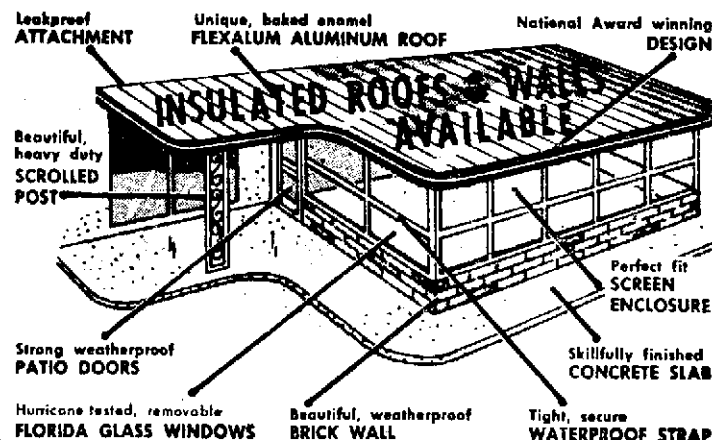 Leakproof
ATTACHMENT
Unique, baked enamel
FLEXALUM ALUMINUM ROOF
National Award winning
DESIGN
INSULATED ROOFS & WALLS
AVAILABLE
Beautiful,
heavy duty
SCROLLED
POST
Perfect fit
SCREEN
ENCLOSURE
Strong weatherproof
PATIO DOORS
Skillfully finished
CONCRETE SLAB
Hurricane tested, removable
FLORIDA GLASS WINDOWS
Beautiful, weatherproof
BRICK WALL
Tight, secure
WATERPROOF STRAP